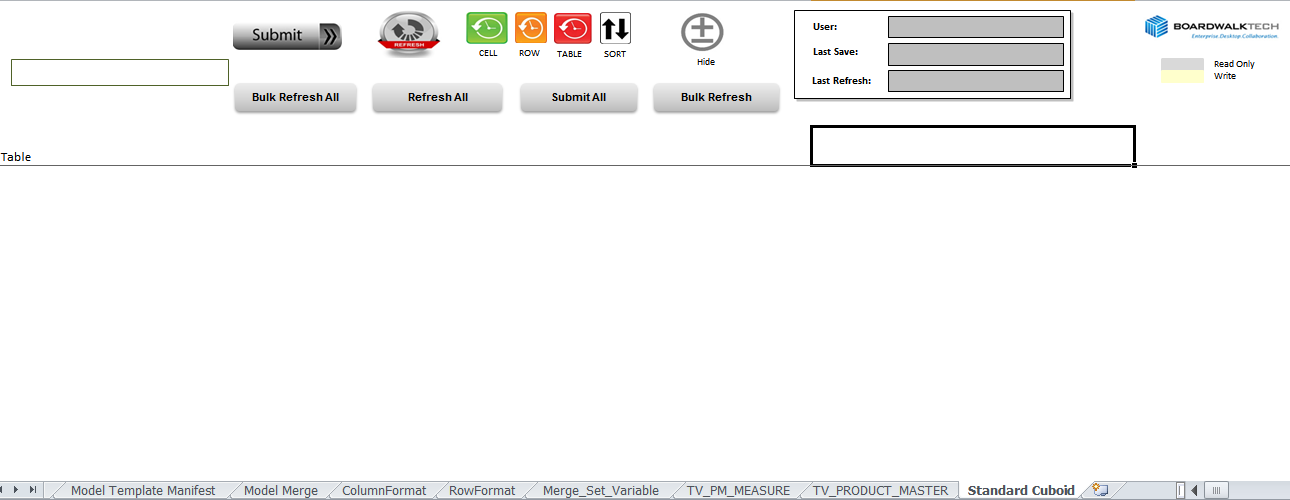 Submit
REFRESH
CELL
ROW
TABLE
SORT
Hide
User:
Last Save:
Last Refresh:
BOARDWALKTECH
Enterprise Desktop Collaboration.
Read Only
Write
Bulk Refresh All
Refresh All
Submit All
Bulk Refresh
Table
Model Template Manifest
Model Merge
ColumnFormat
RowFormat
Merge_Set_Variable
TV_PM_MEASURE
TV_PRODUCT_MASTER
Standard Cuboid